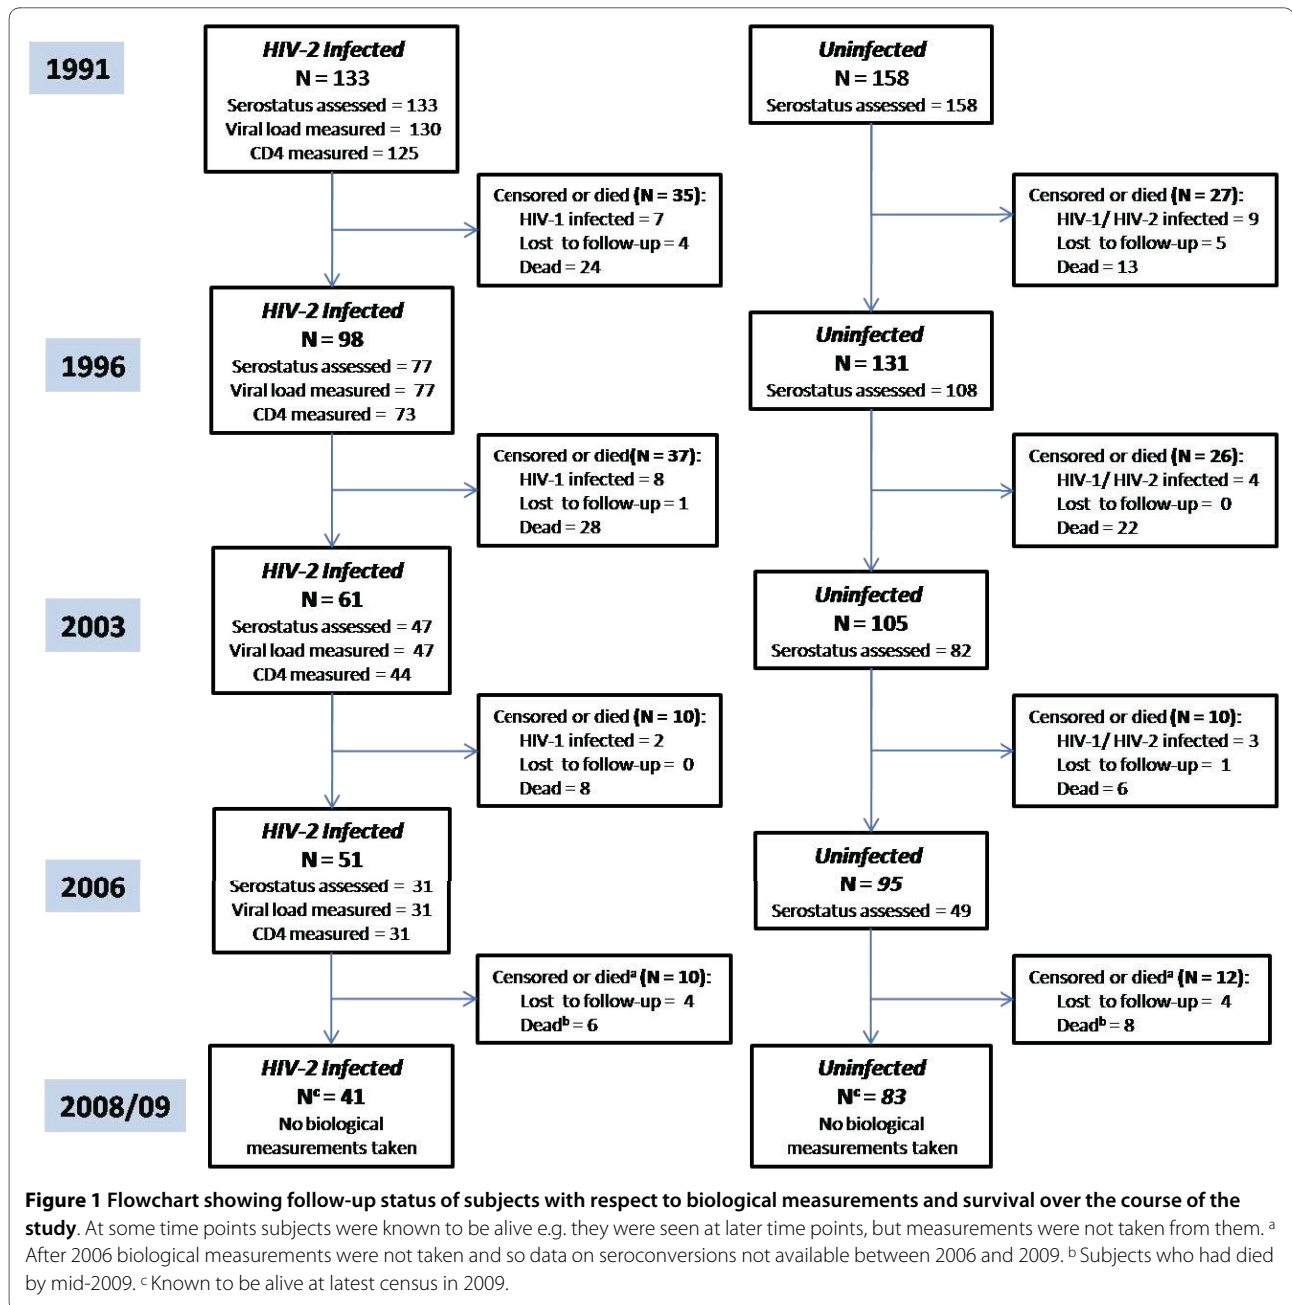 1991
HIV-2 Infected
N = 133
Serostatus assessed = 133
Viral load measured = 130
CD4 measured = 125
Uninfected
N = 158
Serostatus assessed = 158
Censored or died (N = 35):
HIV-1 infected = 7
Lost to follow-up = 4
Dead = 24
Censored or died (N = 27):
HIV-1/ HIV-2 infected = 9
Lost to follow-up = 5
Dead = 13
1996
HIV-2 Infected
N = 98
Serostatus assessed = 77
Viral load measured = 77
CD4 measured = 73
Uninfected
N = 131
Serostatus assessed = 108
Censored or died(N = 37):
HIV-1 infected = 8
Lost to follow-up = 1
Dead = 28
Censored or died (N = 26):
HIV-1/ HIV-2 infected = 4
Lost to follow-up = 0
Dead = 22
2003
HIV-2 Infected
N = 61
Serostatus assessed = 47
Viral load measured = 47
CD4 measured = 44
Uninfected
N = 105
Serostatus assessed = 82
Censored or died (N = 10):
HIV-1 infected = 2
Lost to follow-up = 0
Dead = 8
Censored or died (N = 10):
HIV-1/ HIV-2 infected = 3
Lost to follow-up = 1
Dead = 6
2006
HIV-2 Infected
N = 51
Serostatus assessed = 31
Viral load measured = 31
CD4 measured = 31
Uninfected
N = 95
Serostatus assessed = 49
Censored or diedᵃ (N = 10):
Lost to follow-up = 4
Deadᵇ = 6
Censored or diedᵃ (N = 12):
Lost to follow-up = 4
Deadᵇ = 8
2008/09
HIV-2 Infected
Nᶜ = 41
No biological
measurements taken
Uninfected
Nᶜ = 83
No biological
measurements taken
Figure 1 Flowchart showing follow-up status of subjects with respect to biological measurements and survival over the course of the
study. At some time points subjects were known to be alive e.g. they were seen at later time points, but measurements were not taken from them. ᵃ
After 2006 biological measurements were not taken and so data on seroconversions not available between 2006 and 2009. ᵇ Subjects who had died
by mid-2009. ᶜ Known to be alive at latest census in 2009.